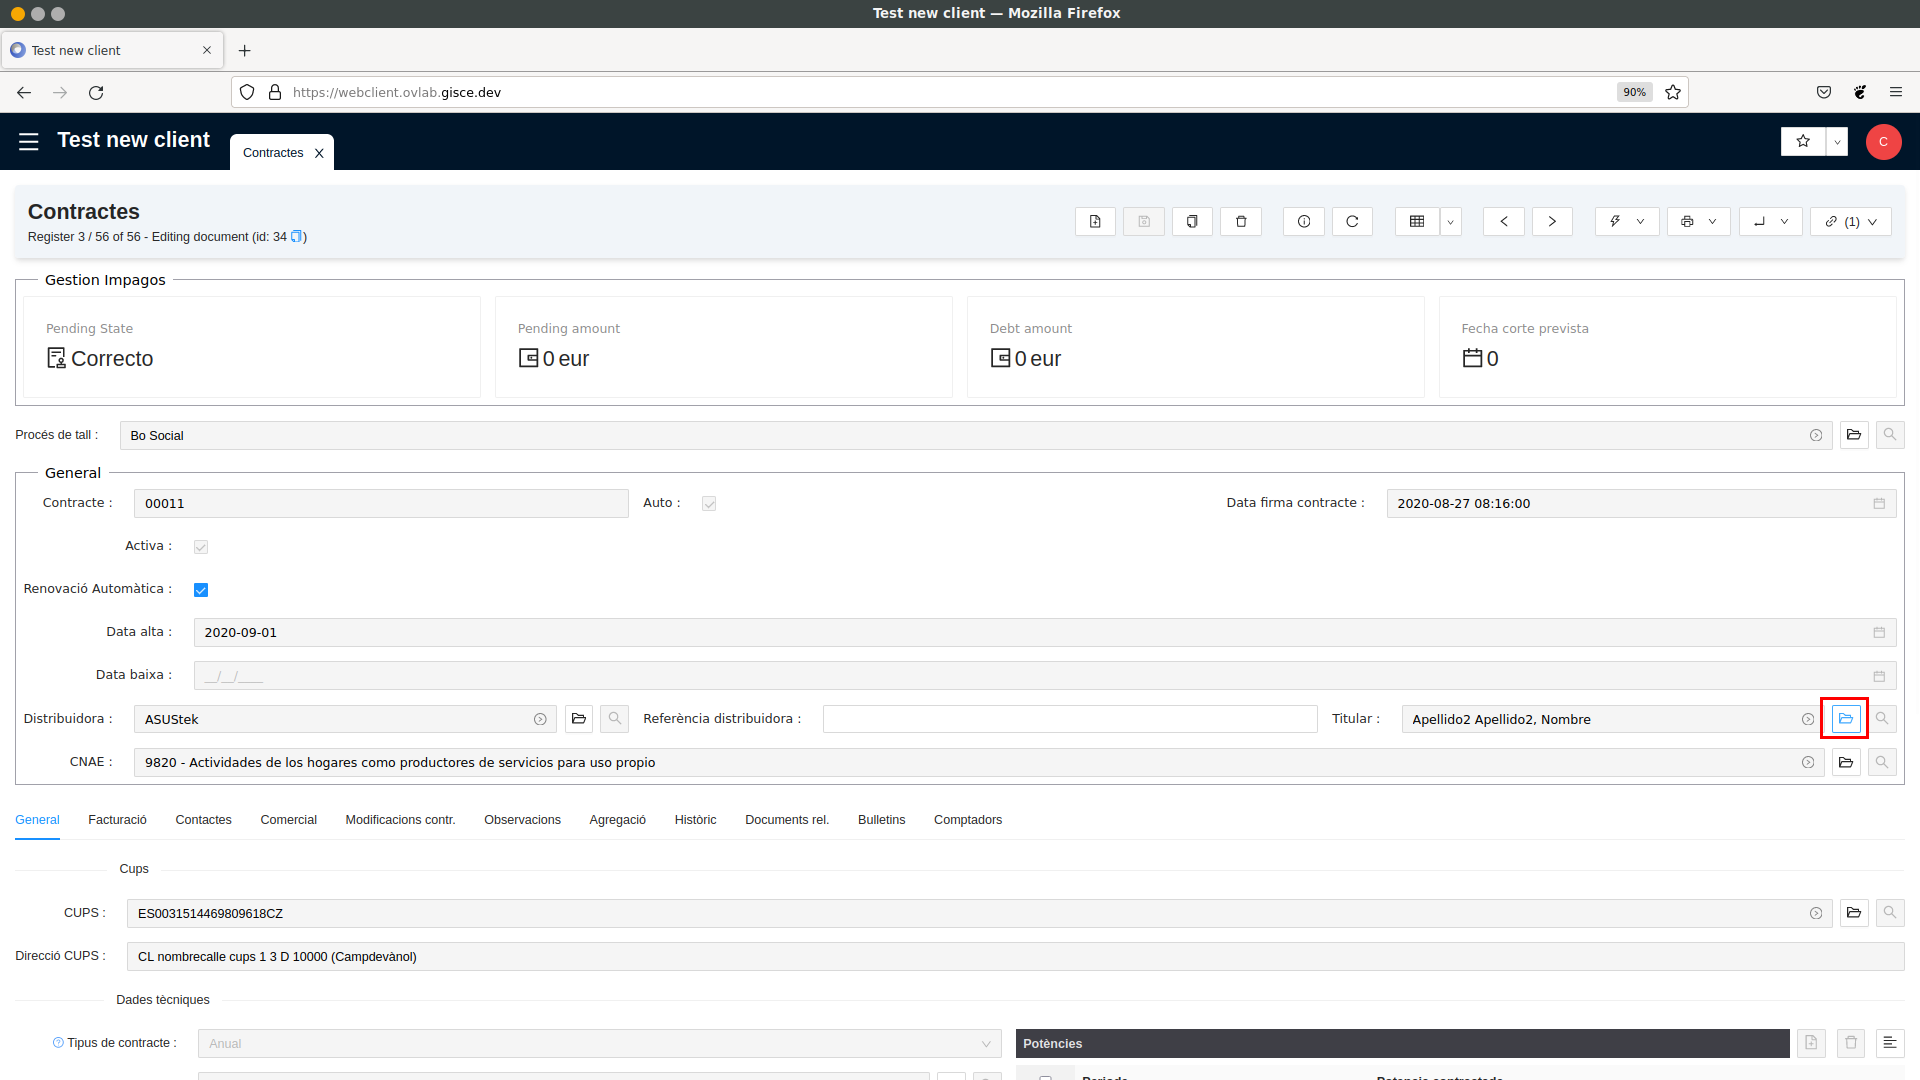 Test new client — Mozilla Firefox
Test new client
https://webclient.ovlab.gisce.dev
90%
Test new client
Contractes
C
Contractes
Register 3 / 56 of 56 - Editing document (id: 34 )
(1)
Gestion Impagos
Pending State
Correcto
Pending amount
0 eur
Debt amount
0 eur
Fecha corte prevista
0
Procés de tall :
Bo Social
General
Contracte :
00011
Auto :
Data firma contracte :
2020-08-27 08:16:00
Activa :
Renovació Automàtica :
Data alta :
2020-09-01
Data baixa :
__/__/____
Distribuidora :
ASUStek
Referència distribuidora :
Titular :
Apellido2 Apellido2, Nombre
CNAE :
9820 - Actividades de los hogares como productores de servicios para uso propio
General
Facturació
Contactes
Comercial
Modificacions contr.
Observacions
Agregació
Històric
Documents rel.
Bulletins
Comptadors
Cups
CUPS :
ES0031514469809618CZ
Direcció CUPS :
CL nombrecalle cups 1 3 D 10000 (Campdevànol)
Dades tècniques
Tipus de contracte :
Anual
Potències